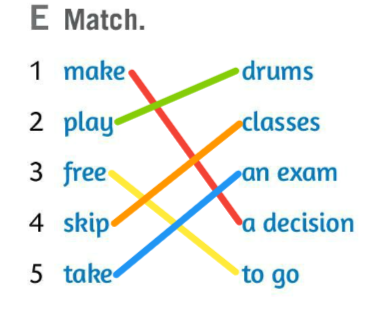 E Match.
1 make drums
2 play classes
3 free an exam
4 skip a decision
5 take to go